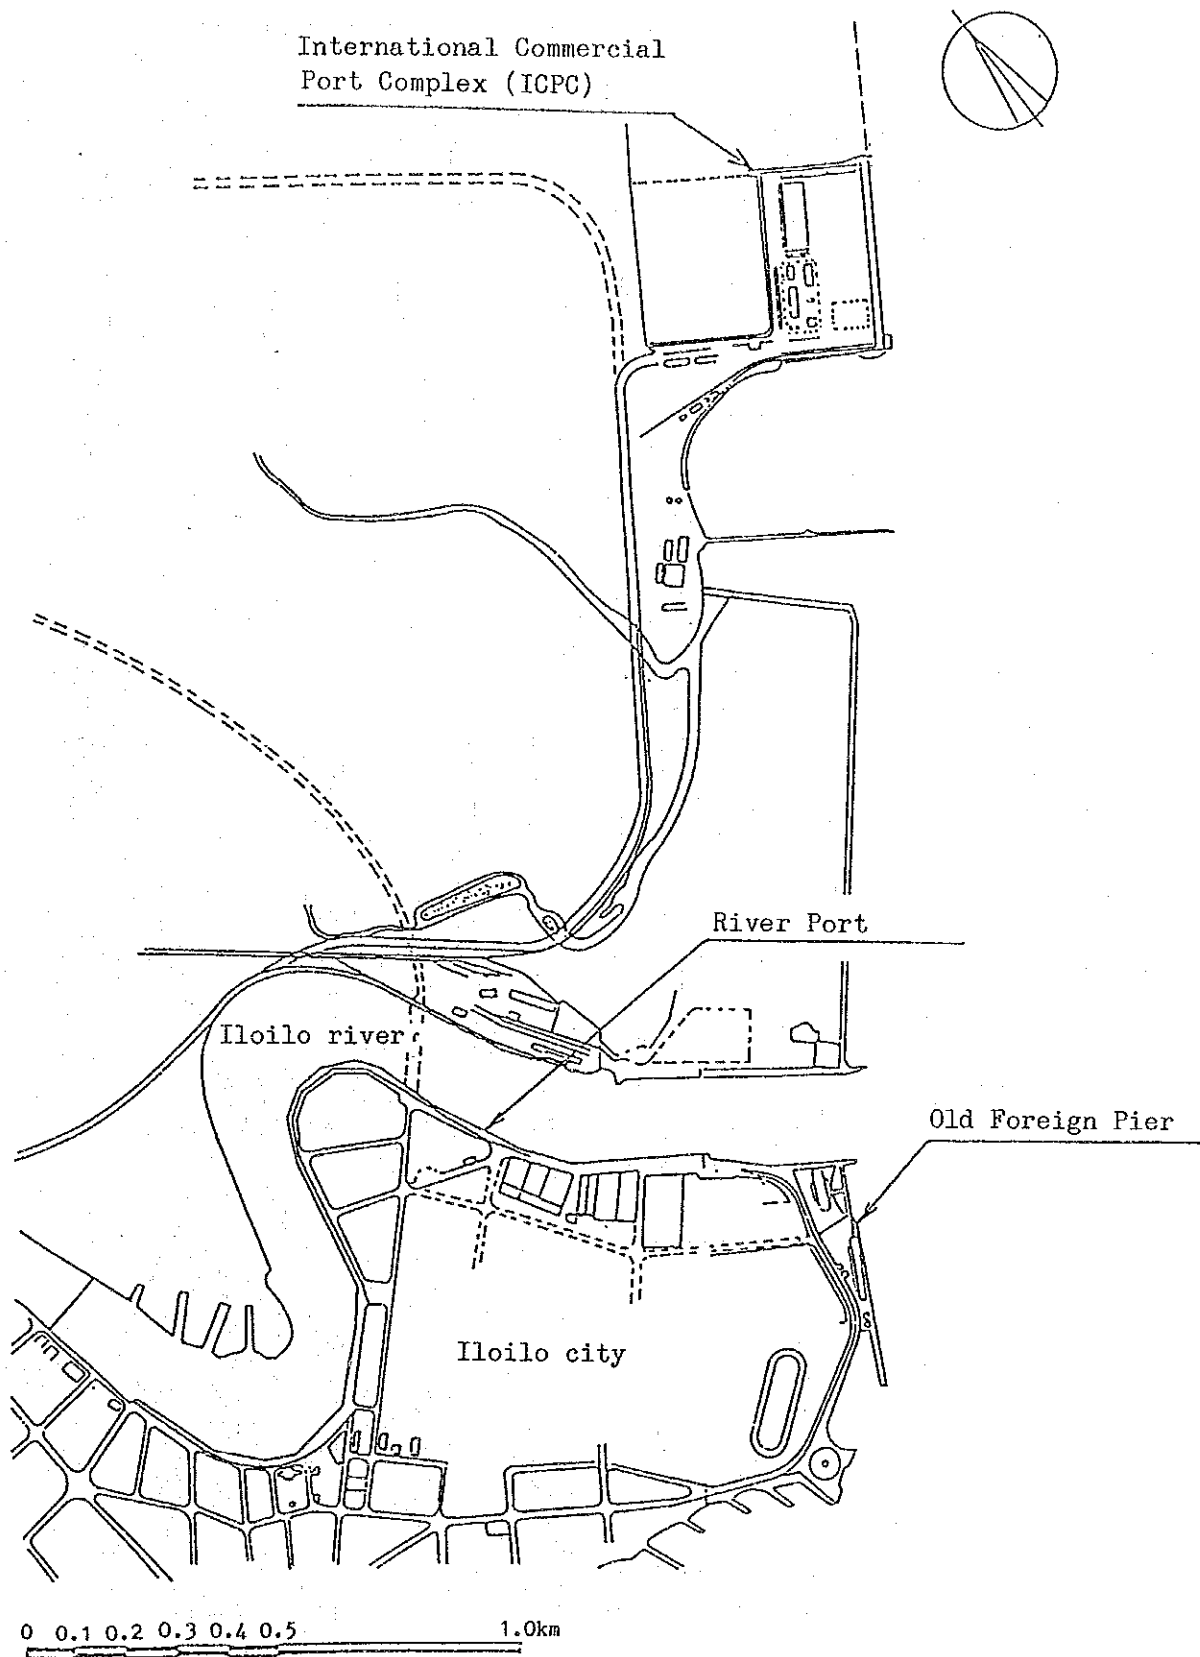 International Commercial
Port Complex (ICPC)
River Port
Iloilo river
Old Foreign Pier
Iloilo city
0 0.1 0.2 0.3 0.4 0.5 1.0km